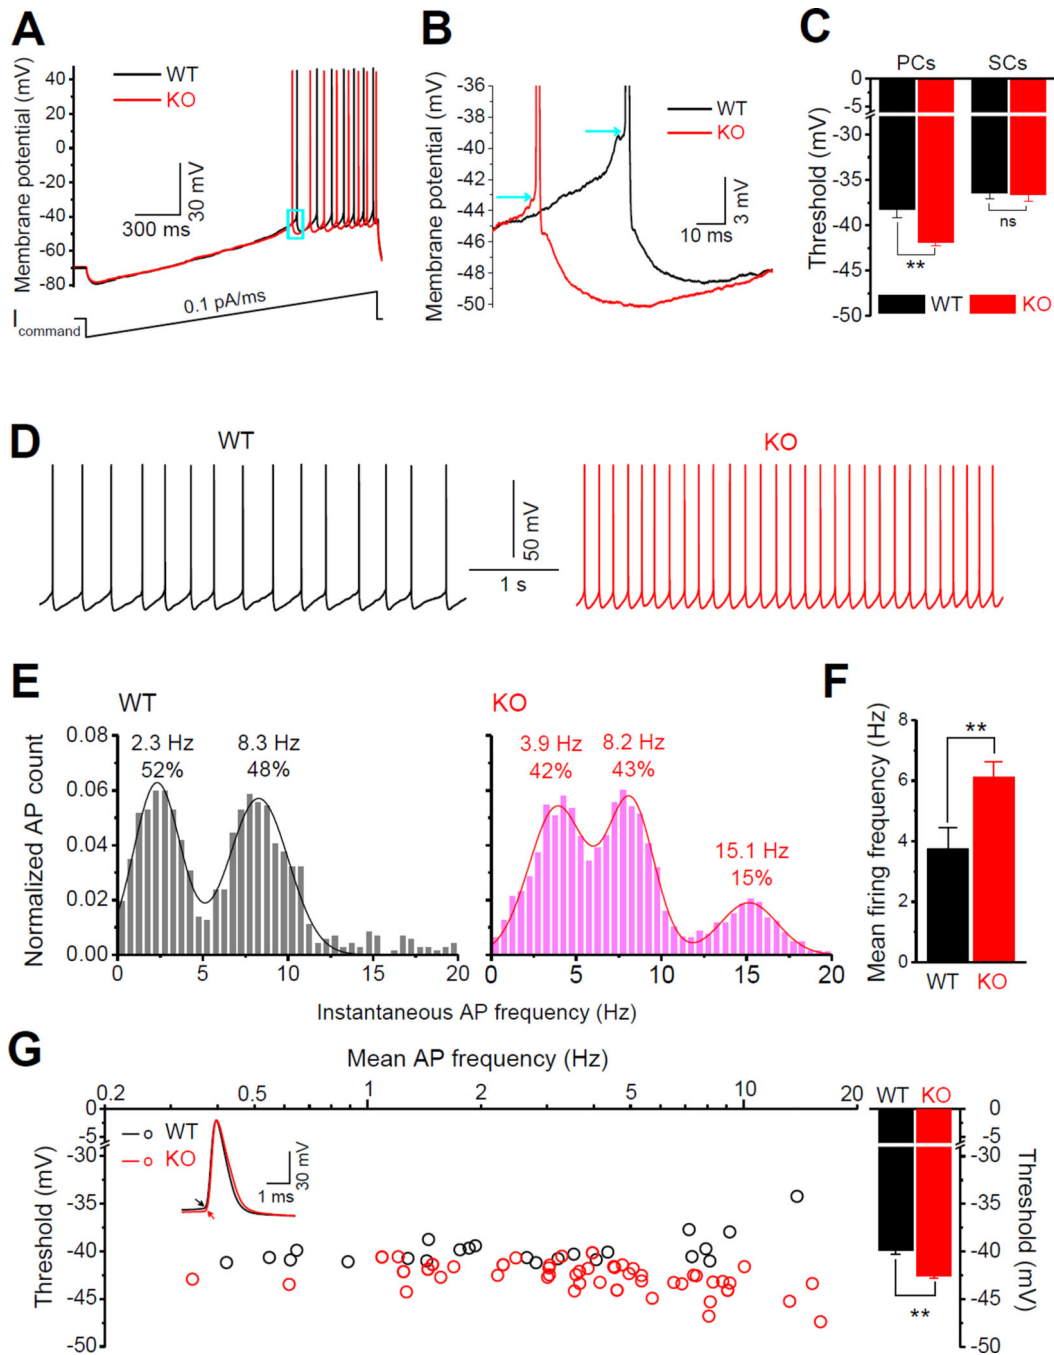 A
Membrane potential (mV)
40
20
0
-20
-40
-60
-80
WT
KO
30 mV
300 ms
0.1 pA/ms
I command
B
Membrane potential (mV)
-36
-38
-40
-42
-44
-46
-48
-50
WT
KO
3 mV
10 ms
C
PCs SCs
Threshold (mV)
0
-5
-30
-35
-40
-45
-50
**
ns
WT KO
D
WT
KO
50 mV
1 s
E
WT
KO
Normalized AP count
0.08
0.06
0.04
0.02
0.00
2.3 Hz
52%
8.3 Hz
48%
3.9 Hz
42%
8.2 Hz
43%
15.1 Hz
15%
0 5 10 15 20
0 5 10 15 20
Instantaneous AP frequency (Hz)
F
Mean firing frequency (Hz)
8
6
4
2
0
**
WT KO
G
Mean AP frequency (Hz)
0.2 0.5 1 2 5 10 20
Threshold (mV)
0
-5
-30
-35
-40
-45
-50
WT
KO
30 mV
1 ms
WT KO
0
-5
-30
-35
-40
-45
-50
Threshold (mV)
**